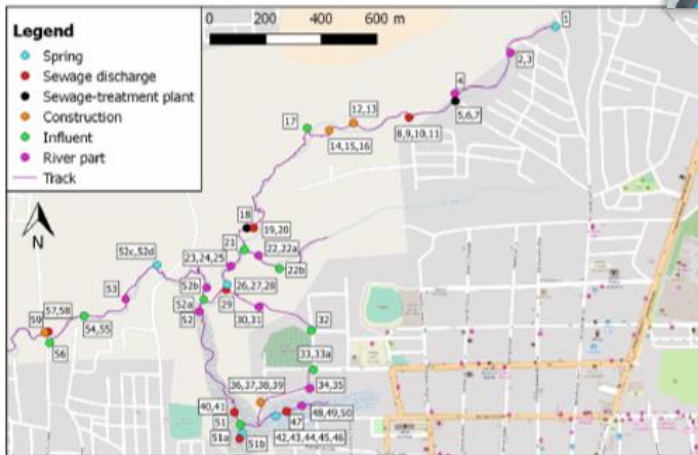 Legend
Spring
Sewage discharge
Sewage-treatment plant
Construction
Influent
River part
Track
0 200 400 600 m
N
1
2,3
4
5,6,7
12,13
17
8,9,10,11
14,15,16
18
19,20
21
22,22a
52c,52d
23,24,25
22b
53
52b
26,27,28
57,58
52a
29
59
54,55
52
30,31
32
56
33,33a
36,37,38,39
34,35
40,41
48,49,50
51
47
51a
51b
42,43,44,45,46